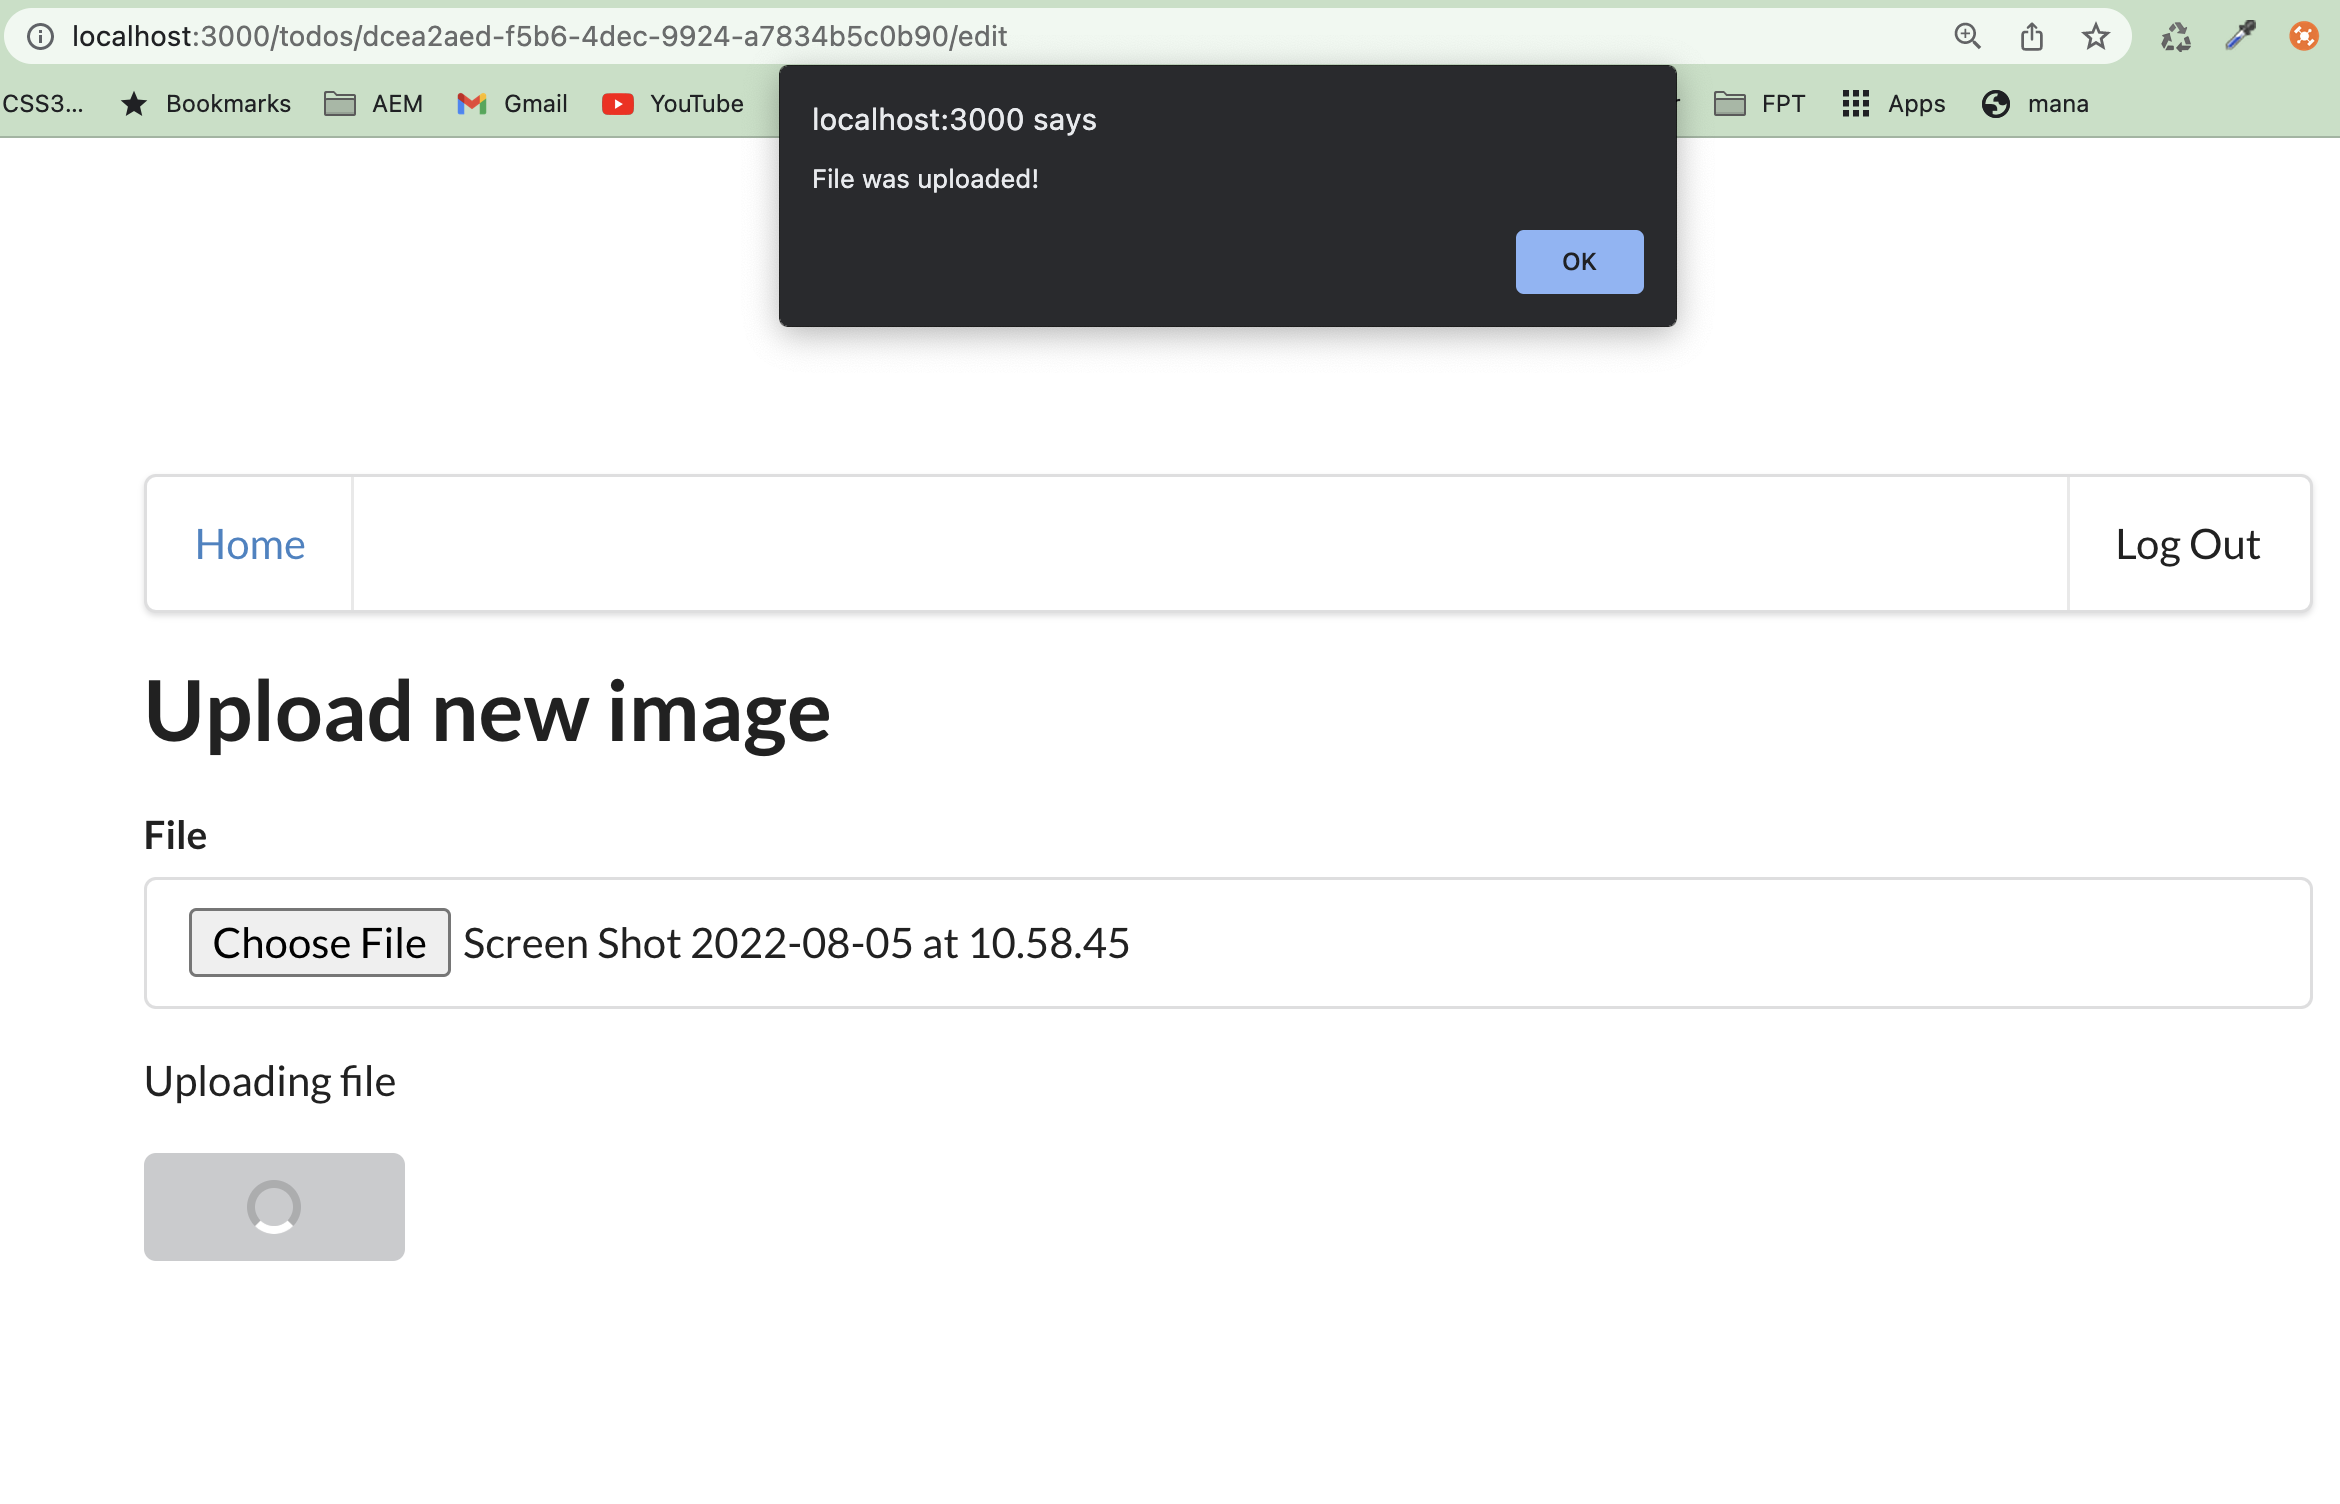 localhost:3000/todos/dcea2aed-f5b6-4dec-9924-a7834b5c0b90/edit
CSS3... Bookmarks AEM Gmail YouTube FPT Apps mana
localhost:3000 says
File was uploaded!
OK
Home Log Out
Upload new image
File
Choose File Screen Shot 2022-08-05 at 10.58.45
Uploading file